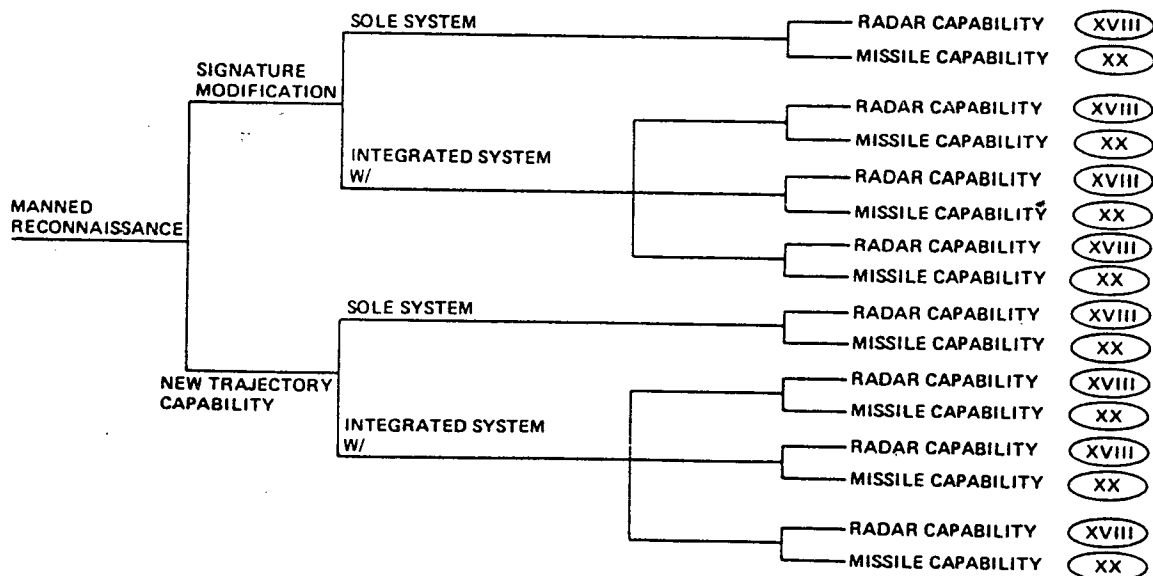 SOLE SYSTEM
RADAR CAPABILITY XVIII
MISSILE CAPABILITY XX
SIGNATURE
MODIFICATION
RADAR CAPABILITY XVIII
MISSILE CAPABILITY XX
INTEGRATED SYSTEM
W/
RADAR CAPABILITY XVIII
MISSILE CAPABILITY XX
MANNED
RECONNAISSANCE
RADAR CAPABILITY XVIII
MISSILE CAPABILITY XX
SOLE SYSTEM
RADAR CAPABILITY XVIII
MISSILE CAPABILITY XX
NEW TRAJECTORY
CAPABILITY
RADAR CAPABILITY XVIII
MISSILE CAPABILITY XX
INTEGRATED SYSTEM
W/
RADAR CAPABILITY XVIII
MISSILE CAPABILITY XX
RADAR CAPABILITY XVIII
MISSILE CAPABILITY XX